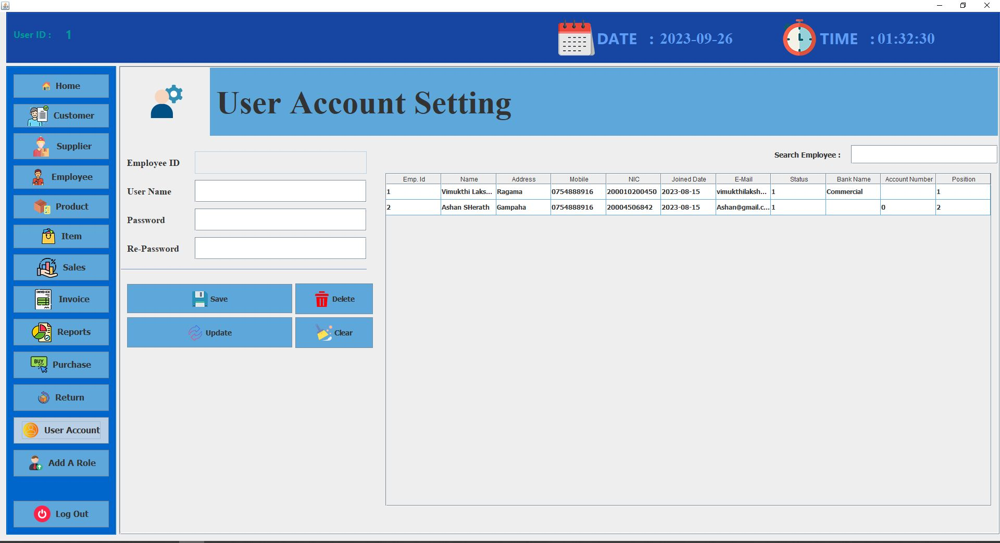 User ID : 1
DATE : 2023-09-26
TIME : 01:32:30
Home
Customer
Supplier
Employee
Product
Item
Sales
INVOICE
Invoice
Reports
BUY
Purchase
Return
User Account
Add A Role
Log Out
User Account Setting
Employee ID
User Name
Password
Re-Password
Save
Delete
Update
Clear
Search Employee :
Emp. Id Name Address Mobile NIC Joined Date E-Mail Status Bank Name Account Number Position
1 Vimukthi Laks... Ragama 0754888916 200010200450 2023-08-15 vimukthilaksh... 1 Commercial 1
2 Ashan SHerath Gampaha 0754888916 20004506842 2023-08-15 Ashan@gmail.c... 1 0 2